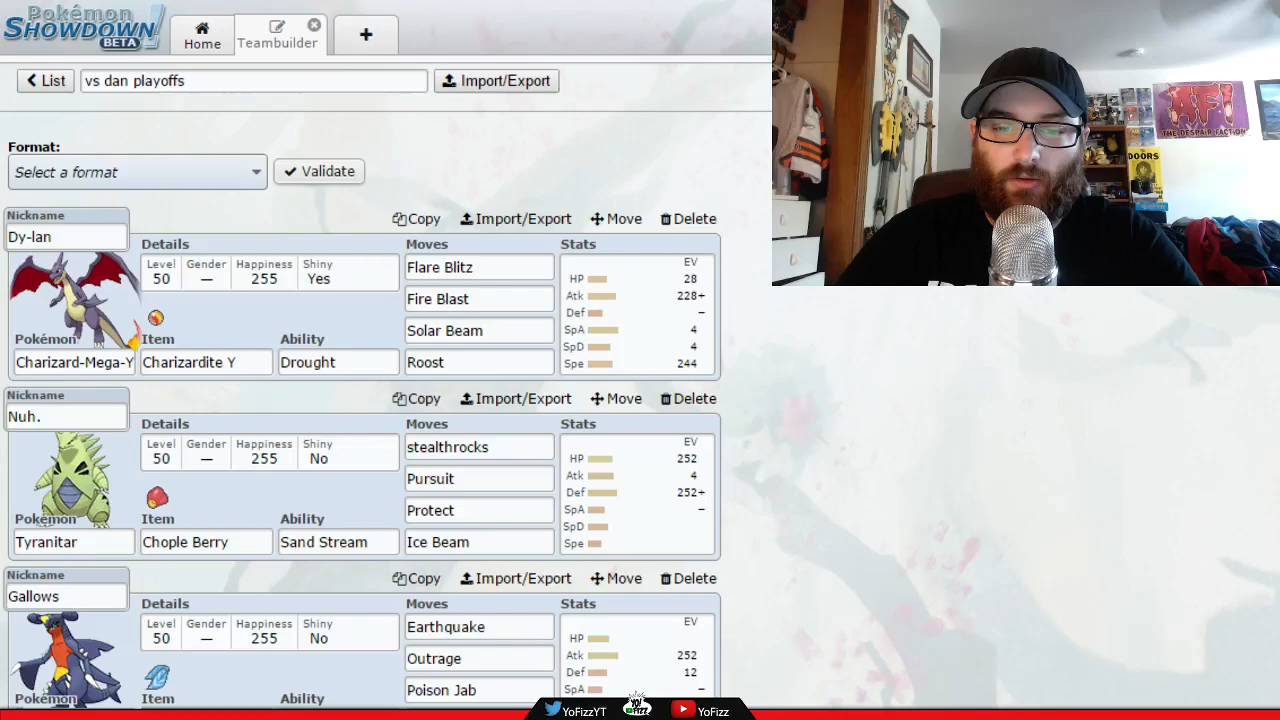 Pokémon
SHOWDOWN!
BETA
Home
Teambuilder
+
List
vs dan playoffs
Import/Export
Format:
Select a format
Validate
Copy Import/Export Move Delete
Nickname
Dy-lan
Details
Level Gender Happiness Shiny
50 — 255 Yes
Pokémon
Charizard-Mega-Y
Item
Charizardite Y
Ability
Drought
Moves
Flare Blitz
Fire Blast
Solar Beam
Roost
Stats
EV
HP 28
Atk 228+
Def –
SpA 4
SpD 4
Spe 244
Copy Import/Export Move Delete
Nickname
Nuh.
Details
Level Gender Happiness Shiny
50 — 255 No
Pokémon
Tyranitar
Item
Chople Berry
Ability
Sand Stream
Moves
stealthrocks
Pursuit
Protect
Ice Beam
Stats
EV
HP 252
Atk 4
Def 252+
SpA –
SpD
Spe
Copy Import/Export Move Delete
Nickname
Gallows
Details
Level Gender Happiness Shiny
50 — 255 No
Pokémon
Item
Ability
Moves
Earthquake
Outrage
Poison Jab
Stats
EV
HP
Atk 252
Def 12
SpA –
AFI
THE DESPAIR FACTION
DOORS
YoFizzYT
YO!
FIZZ
YoFizz